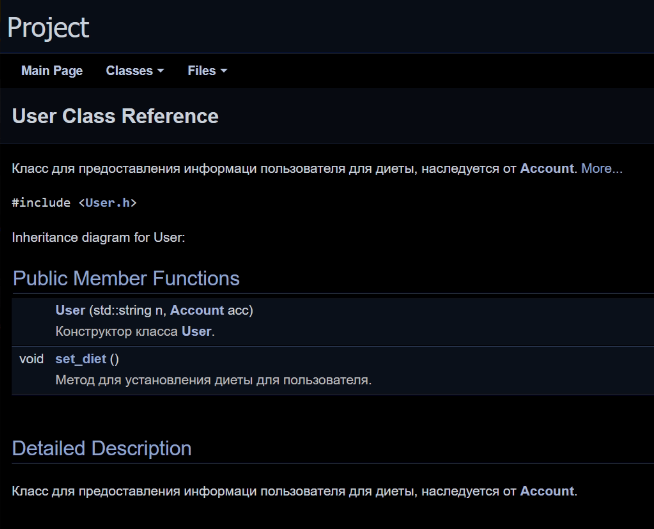 Project
Main Page Classes Files
User Class Reference
Класс для предоставления информаци пользователя для диеты, наследуется от Account. More...
#include <User.h>
Inheritance diagram for User:
Public Member Functions
User (std::string n, Account acc)
Конструктор класса User.
void set_diet ()
Метод для установления диеты для пользователя.
Detailed Description
Класс для предоставления информаци пользователя для диеты, наследуется от Account.